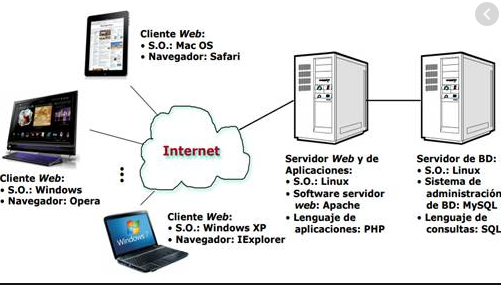 Cliente Web:
• S.O.: Mac OS
• Navegador: Safari
Internet
Cliente Web:
• S.O.: Windows
• Navegador: Opera
Cliente Web:
• S.O.: Windows XP
• Navegador: IExplorer
Windows
Servidor Web y de
Aplicaciones:
• S.O.: Linux
• Software servidor
web: Apache
• Lenguaje de
aplicaciones: PHP
Servidor de BD:
• S.O.: Linux
• Sistema de
administración
de BD: MySQL
• Lenguaje de
consultas: SQL